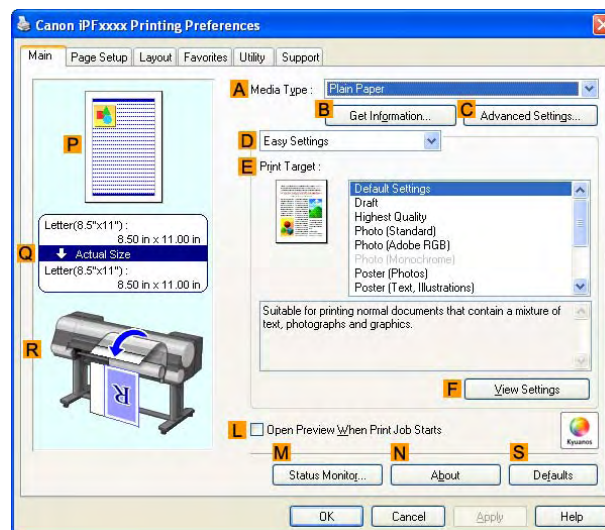 Canon iPFxxxx Printing Preferences
Main Page Setup Layout Favorites Utility Support
A Media Type : Plain Paper
B Get Information... C Advanced Settings...
D Easy Settings
E Print Target :
Default Settings
Draft
Highest Quality
Photo (Standard)
Photo (Adobe RGB)
Photo (Monochrome)
Poster (Photos)
Poster (Text, Illustrations)
Suitable for printing normal documents that contain a mixture of
text, photographs and graphics.
F View Settings
P
Q
Letter(8.5"x11") :
8.50 in x 11.00 in
Actual Size
Letter(8.5"x11") :
8.50 in x 11.00 in
R
R
L Open Preview When Print Job Starts
Kyuanos
M N S
Status Monitor... About Defaults
OK Cancel Apply Help